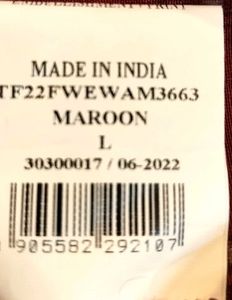 MADE IN INDIA
TF22FWEWAM3663
MAROON
L
30300017 / 06-2022
905582 292107